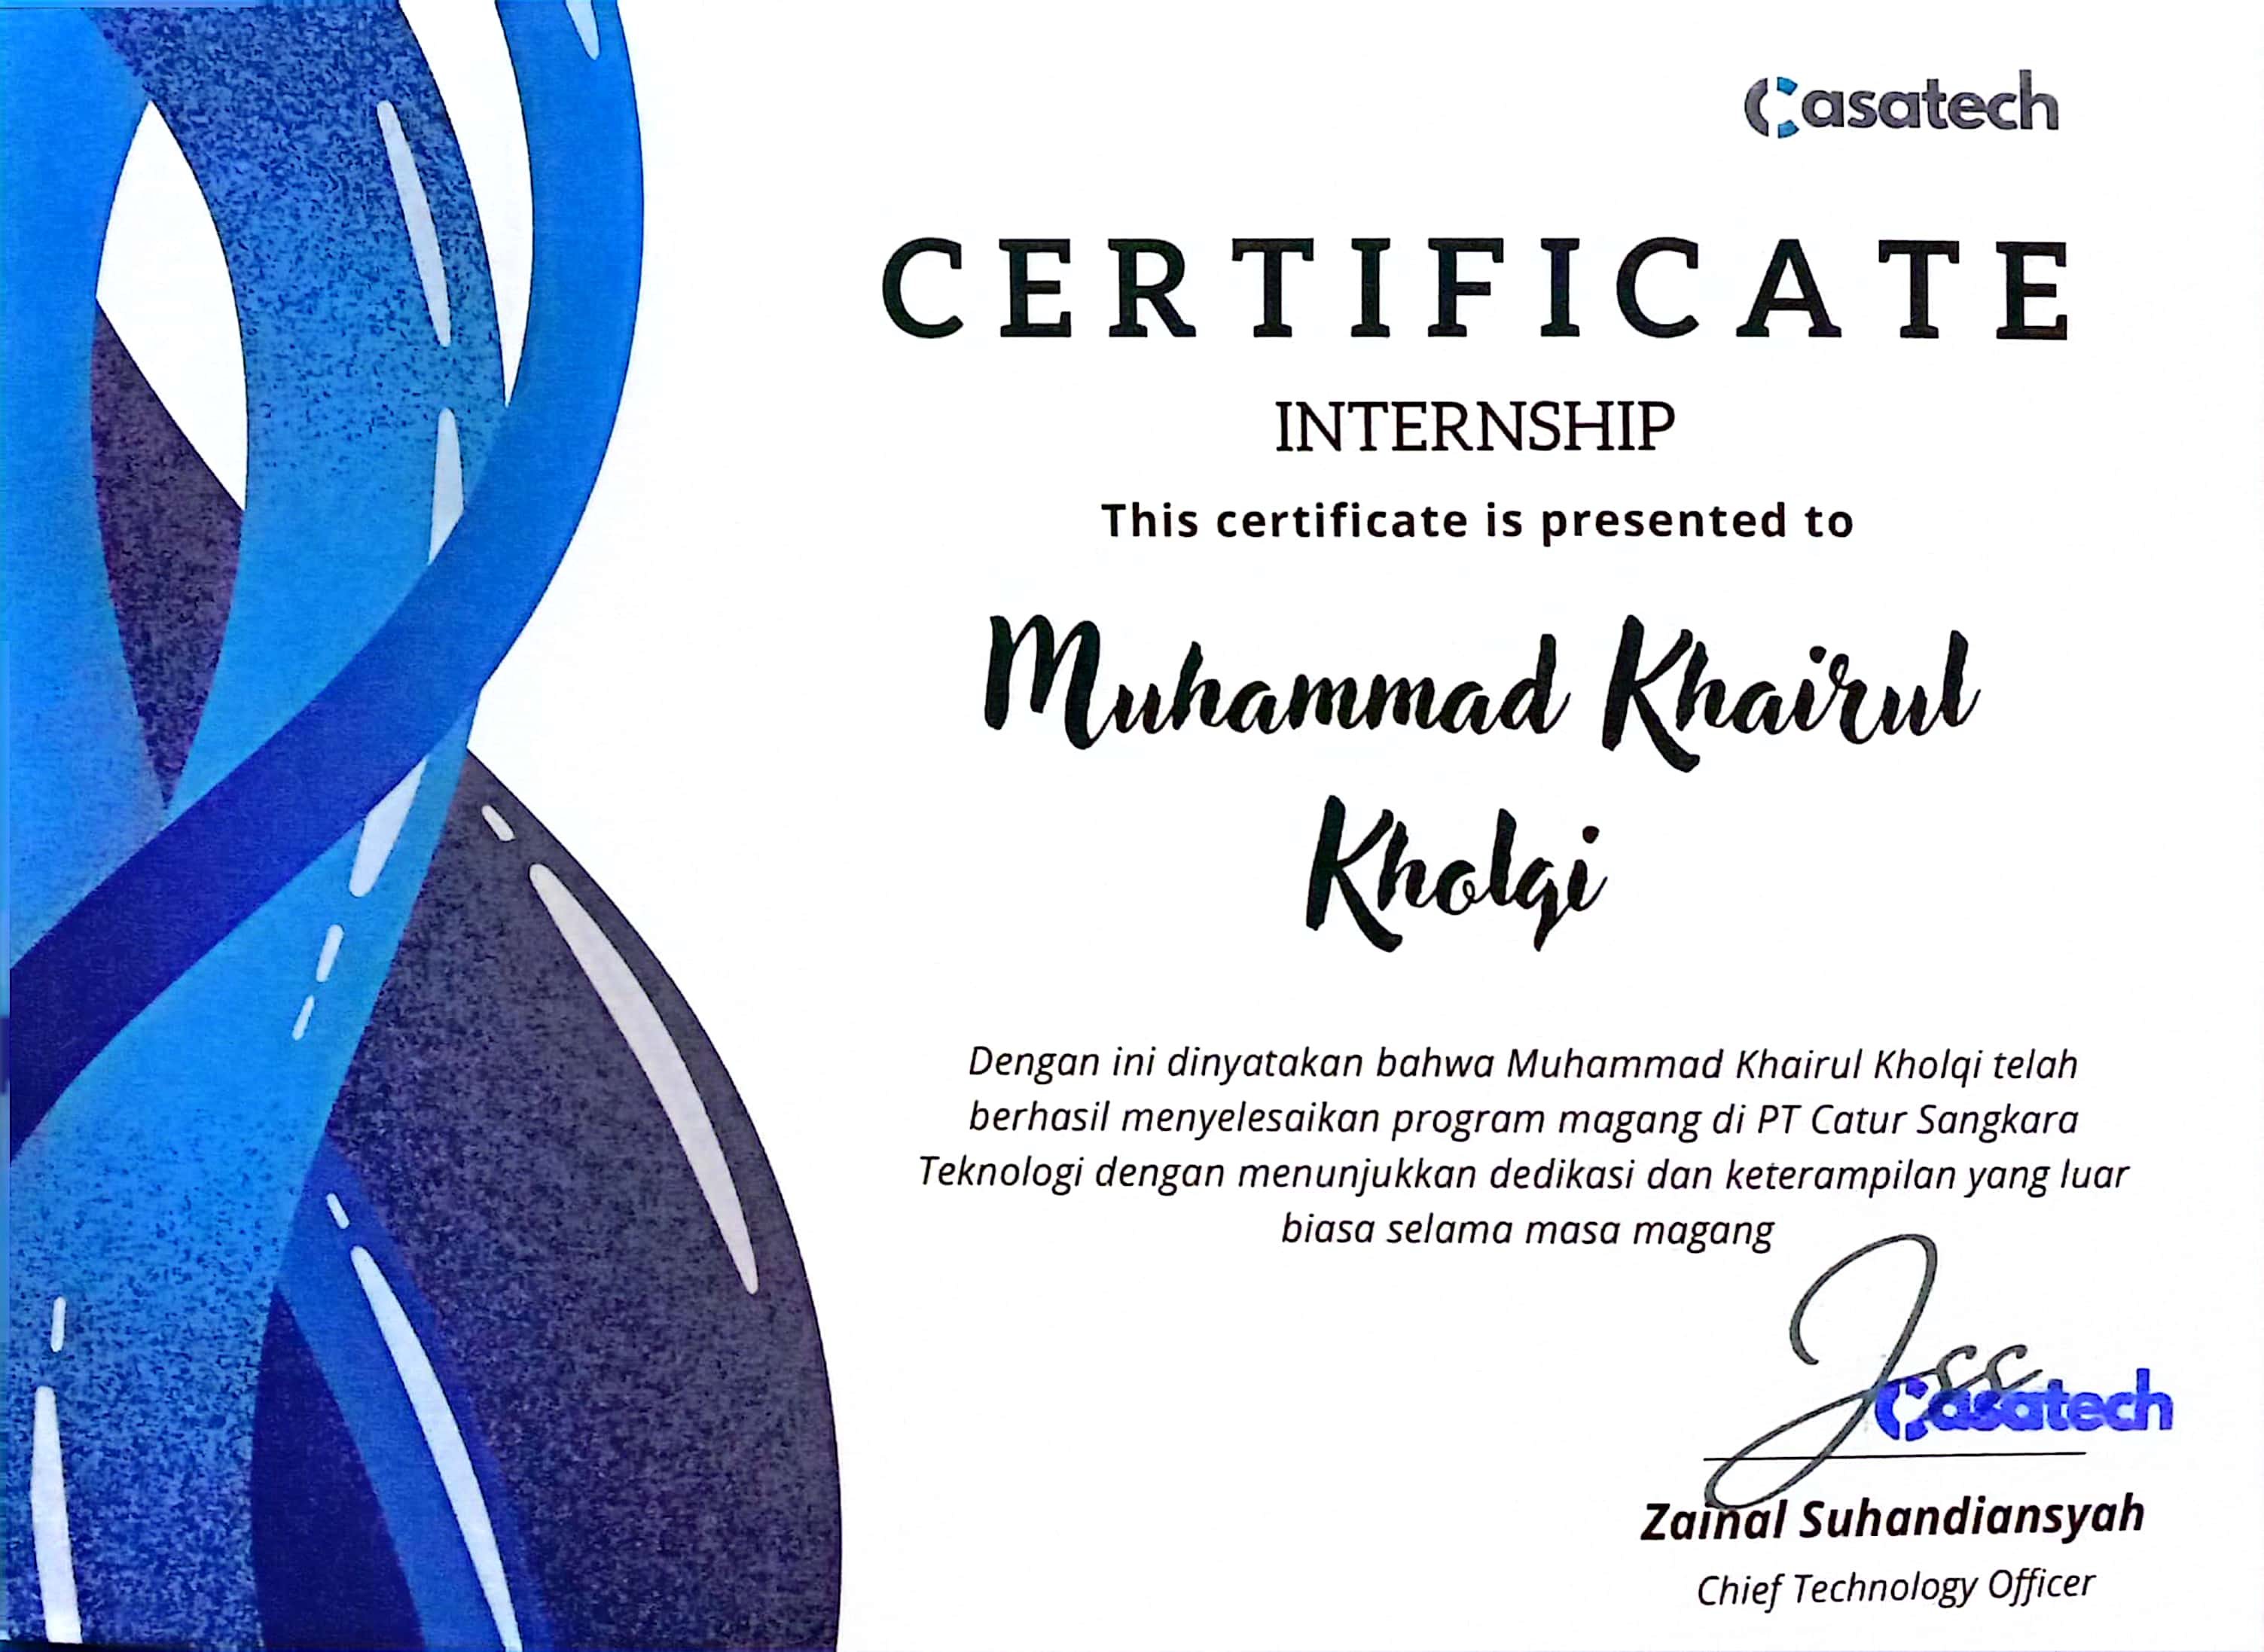 Casatech
CERTIFICATE
INTERNSHIP
This certificate is presented to
Muhammad Khairul
Kholqi
Dengan ini dinyatakan bahwa Muhammad Khairul Kholqi telah
berhasil menyelesaikan program magang di PT Catur Sangkara
Teknologi dengan menunjukkan dedikasi dan keterampilan yang luar
biasa selama masa magang
Casatech
Zainal Suhandiansyah
Chief Technology Officer